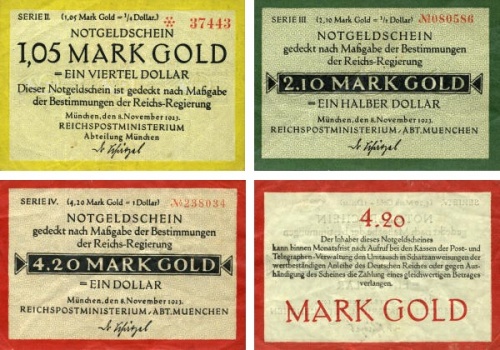 SERIE II. (1,05 Mark Gold = 1/4 Dollar.) ※ 37443
NOTGELDSCHEIN
1,05 MARK GOLD
= EIN VIERTEL DOLLAR
Dieser Notgeldschein ist gedeckt nach Maßgabe
der Bestimmungen der Reichs-Regierung
München, den 8. November 1923.
REICHSPOSTMINISTERIUM
Abteilung München
SERIE III. (2,10 Mark Gold = 1/2 Dollar.) No 080586
NOTGELDSCHEIN
gedeckt nach Maßgabe der Bestimmungen
der Reichs-Regierung
2.10 MARK GOLD
= EIN HALBER DOLLAR
München, den 8. November 1923.
REICHSPOSTMINISTERIUM, ABT. MUENCHEN
SERIE IV. (4,20 Mark Gold = 1 Dollar) No 238034
NOTGELDSCHEIN
gedeckt nach Maßgabe der Bestimmungen
der Reichs-Regierung
4.20 MARK GOLD
= EIN DOLLAR
München, den 8. November 1923.
REICHSPOSTMINISTERIUM, ABT. MUENCHEN
4.20
Der Inhaber dieses Notgeldscheines
kann binnen Monatsfrist nach Aufruf bei den Kassen der Post- und
Telegraphen-Verwaltung den Umtausch in Schatzanweisungen der
wertbeständigen Anleihe des Deutschen Reiches oder gegen Aus-
händigung des Scheines die Zahlung eines gleichwertigen Betrages
verlangen.
MARK GOLD